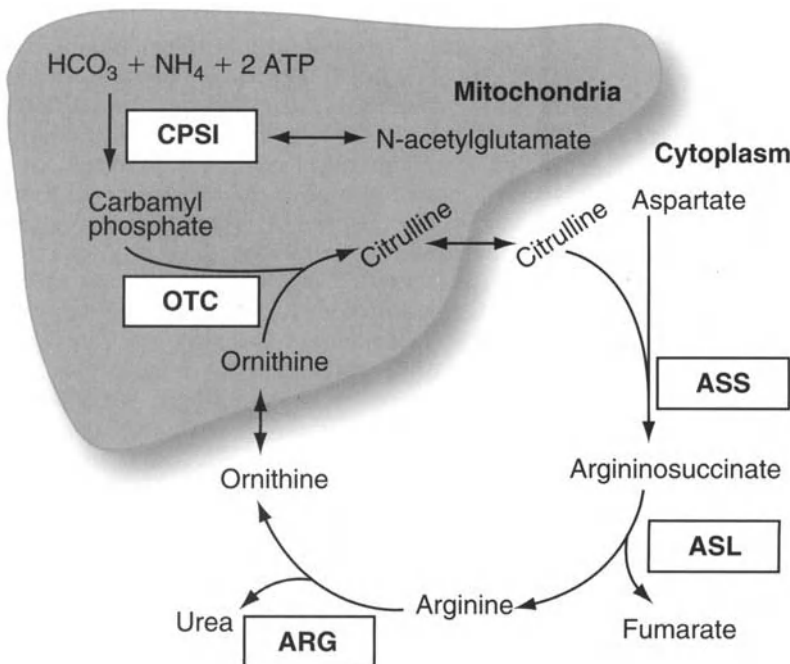 HCO₃ + NH₄ + 2 ATP
Mitochondria
CPSI
N-acetylglutamate
Cytoplasm
Carbamyl
phosphate
Citrulline
Citrulline
Aspartate
OTC
Ornithine
ASS
Ornithine
Argininosuccinate
ASL
Arginine
Urea
ARG
Fumarate